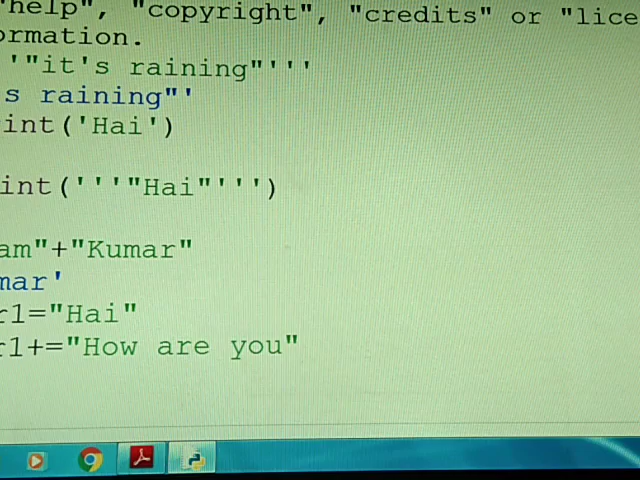 "help", "copyright", "credits" or "lice
ormation.
'"it's raining"'''
s raining"'
int('Hai')
int('''"Hai"''')
am"+"Kumar"
mar'
r1="Hai"
r1+="How are you"